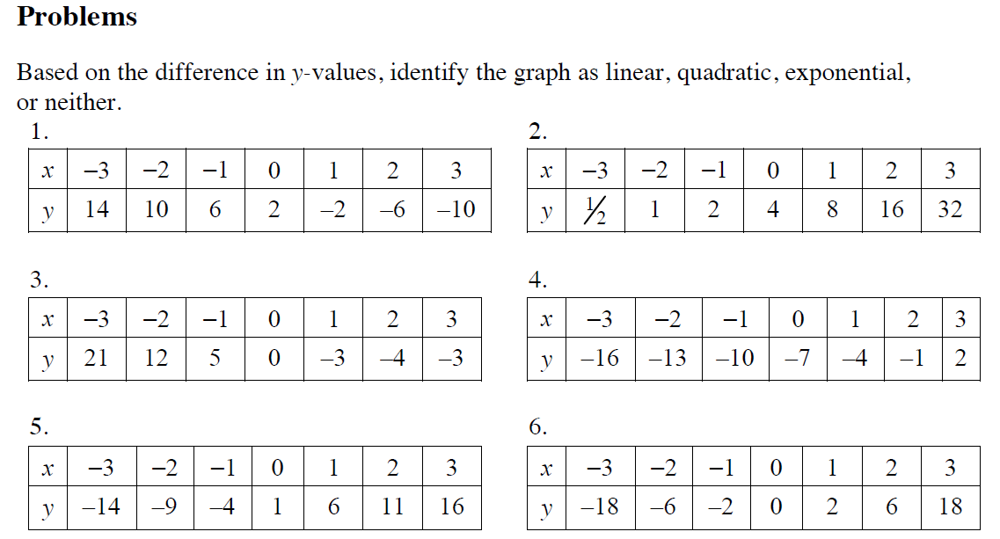 Problems
Based on the difference in y-values, identify the graph as linear, quadratic, exponential,
or neither.
1.
x –3 –2 –1 0 1 2 3
y 14 10 6 2 –2 –6 –10
2.
x –3 –2 –1 0 1 2 3
y ½ 1 2 4 8 16 32
3.
x –3 –2 –1 0 1 2 3
y 21 12 5 0 –3 –4 –3
4.
x –3 –2 –1 0 1 2 3
y –16 –13 –10 –7 –4 –1 2
5.
x –3 –2 –1 0 1 2 3
y –14 –9 –4 1 6 11 16
6.
x –3 –2 –1 0 1 2 3
y –18 –6 –2 0 2 6 18